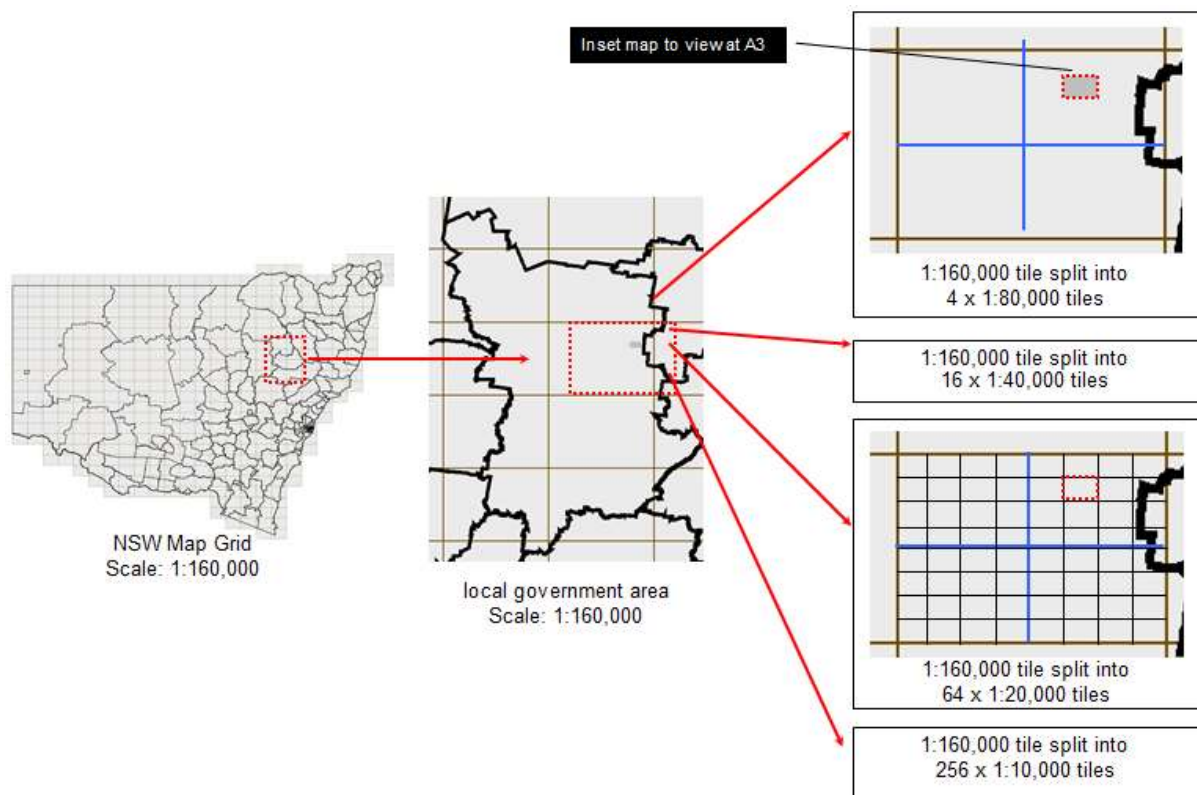 Inset map to view at A3
1:160,000 tile split into
4 x 1:80,000 tiles
NSW Map Grid
Scale: 1:160,000
local government area
Scale: 1:160,000
1:160,000 tile split into
16 x 1:40,000 tiles
1:160,000 tile split into
64 x 1:20,000 tiles
1:160,000 tile split into
256 x 1:10,000 tiles